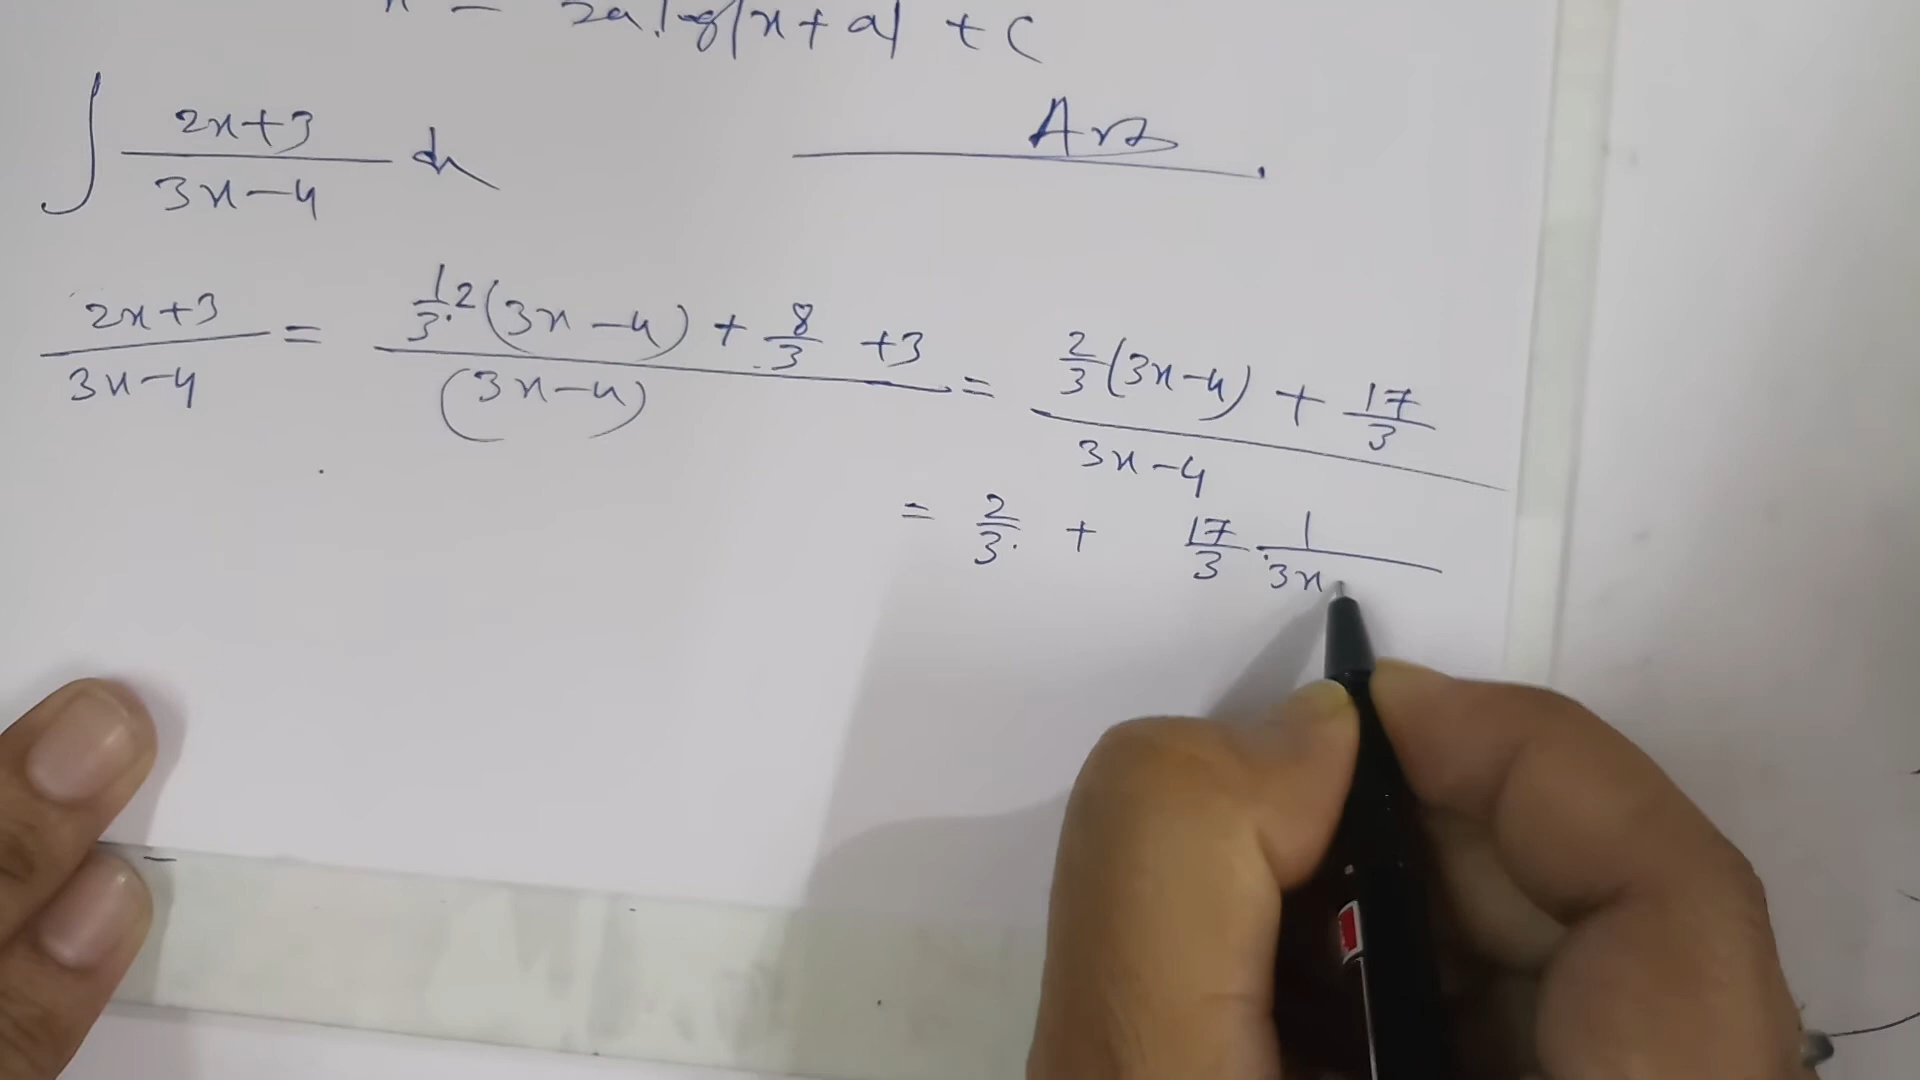 x - 2a.log|x+a| + c
Ans
∫ (2x+3)/(3x-4) dx
(2x+3)/(3x-4) = (1/3.2(3x-4) + 8/3 +3)/(3x-4) = (2/3(3x-4) + 17/3)/(3x-4)
= 2/3 + 17/3 . 1/3x